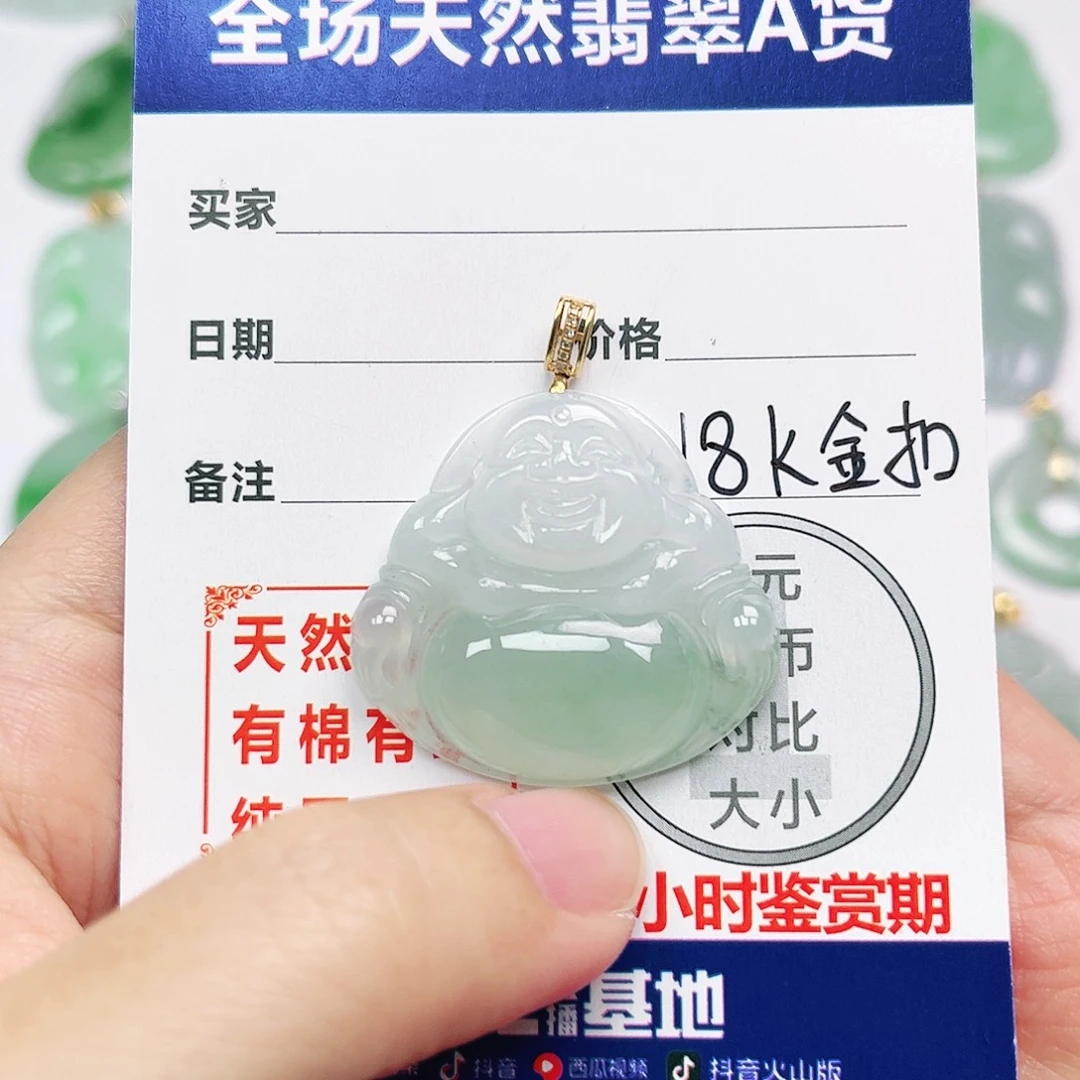 全场天然翡翠A货
买家
日期 价格
备注 18K金扣
元
币
对比
大小
天然
有棉有
小时鉴赏期
播基地
抖音 西瓜视频 抖音火山版